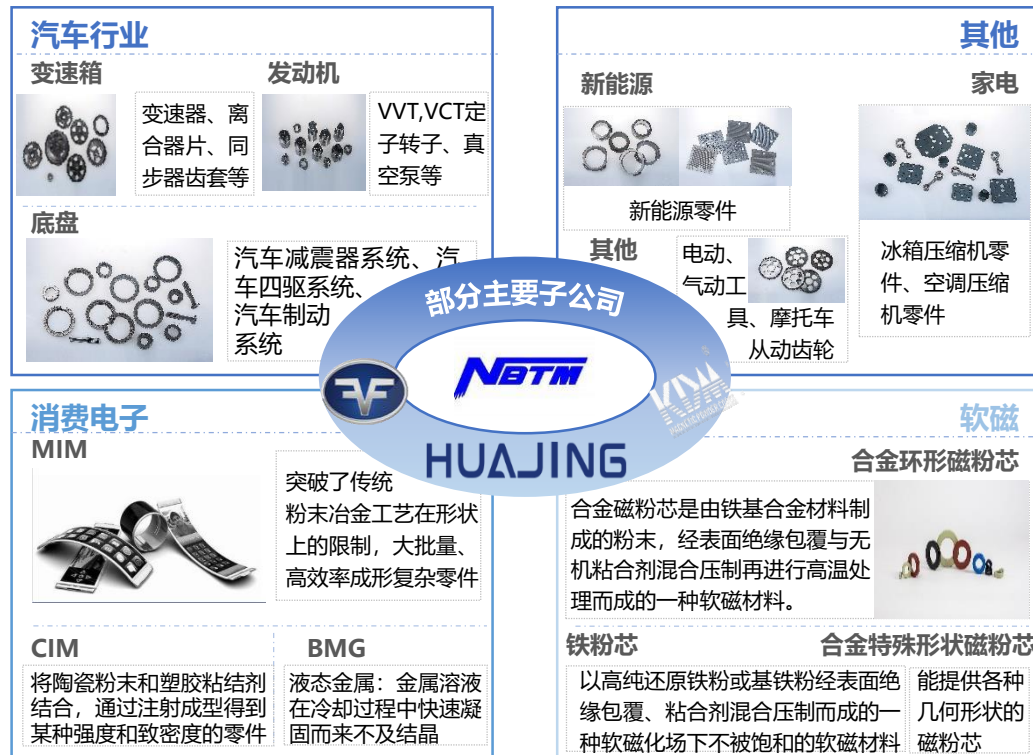 汽车行业
变速箱
变速器、离
合器片、同
步器齿套等
发动机
VVT,VCT定
子转子、真
空泵等
底盘
汽车减震器系统、汽
车四驱系统、
汽车制动
系统
其他
新能源
新能源零件
家电
冰箱压缩机零
件、空调压缩
机零件
其他
电动、
气动工
具、摩托车
从动齿轮
部分主要子公司
NBTM
HUAJING
KDM
消费电子
MIM
突破了传统
粉末冶金工艺在形状
上的限制，大批量、
高效率成形复杂零件
CIM
将陶瓷粉末和塑胶粘结剂
结合，通过注射成型得到
某种强度和致密度的零件
BMG
液态金属：金属溶液
在冷却过程中快速凝
固而来不及结晶
软磁
合金环形磁粉芯
合金磁粉芯是由铁基合金材料制
成的粉末，经表面绝缘包覆与无
机粘合剂混合压制再进行高温处
理而成的一种软磁材料。
铁粉芯
以高纯还原铁粉或基铁粉经表面绝
缘包覆、粘合剂混合压制而成的一
种软磁化场下不被饱和的软磁材料
合金特殊形状磁粉芯
能提供各种
几何形状的
磁粉芯